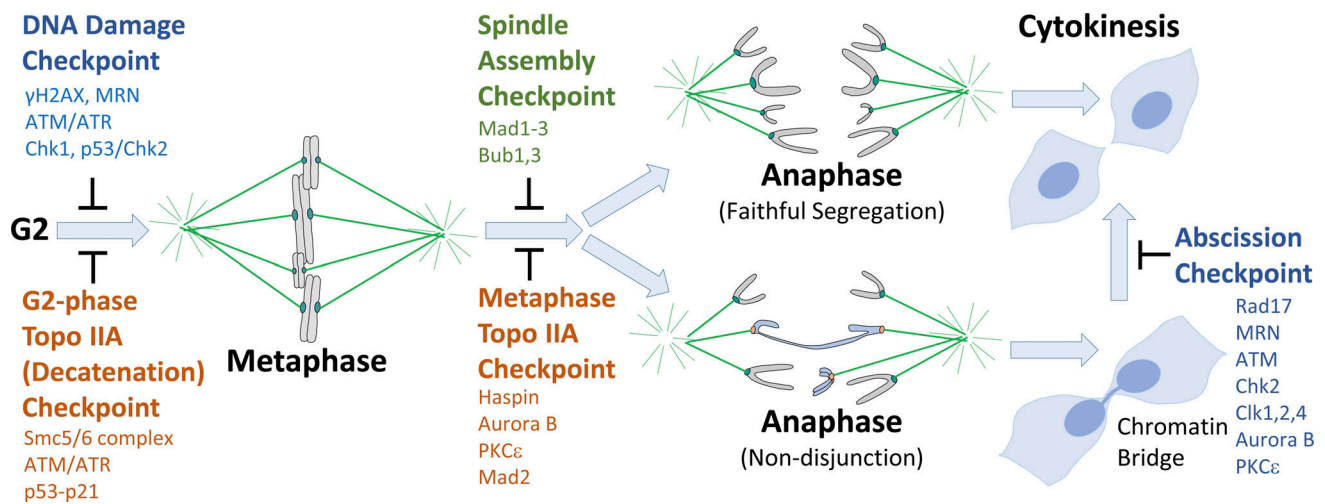 DNA Damage
Checkpoint
γH2AX, MRN
ATM/ATR
Chk1, p53/Chk2
G2
G2-phase
Topo IIA
(Decatenation)
Checkpoint
Smc5/6 complex
ATM/ATR
p53-p21
Metaphase
Spindle
Assembly
Checkpoint
Mad1-3
Bub1,3
Metaphase
Topo IIA
Checkpoint
Haspin
Aurora B
PKCε
Mad2
Anaphase
(Faithful Segregation)
Anaphase
(Non-disjunction)
Cytokinesis
Abscission
Checkpoint
Rad17
MRN
ATM
Chk2
Clk1,2,4
Aurora B
PKCε
Chromatin
Bridge